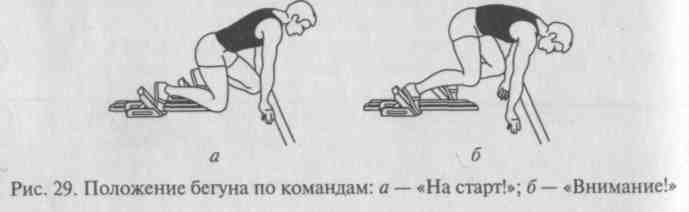 а б
Рис. 29. Положение бегуна по командам: а — «На старт!»; б — «Внимание!»